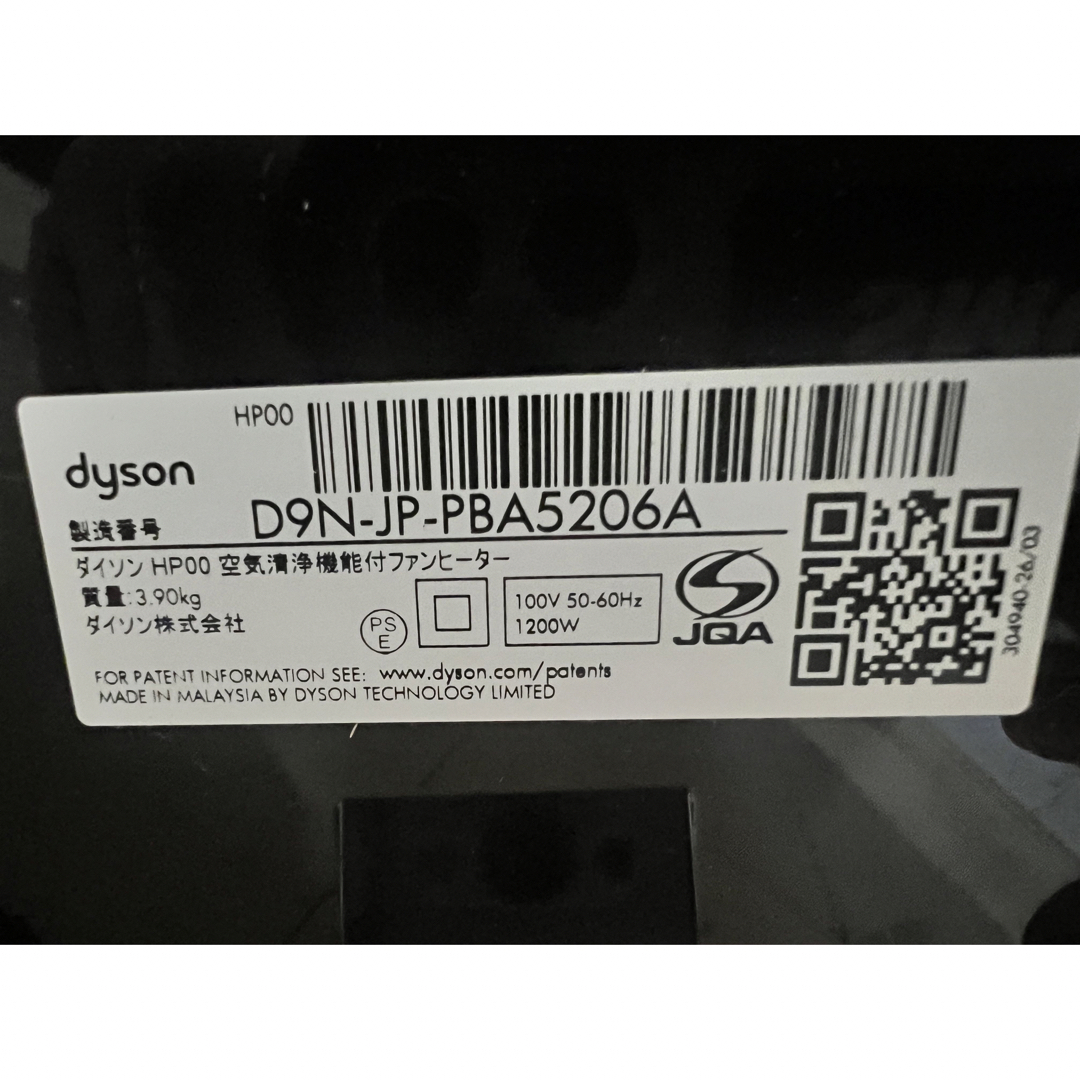 HP00
dyson
製造番号 D9N-JP-PBA5206A
ダイソン HP00 空気清浄機能付ファンヒーター
質量:3.90kg
ダイソン株式会社
PS
E
100V 50-60Hz
1200W
JQA
304940-26/03
FOR PATENT INFORMATION SEE: www.dyson.com/patents
MADE IN MALAYSIA BY DYSON TECHNOLOGY LIMITED